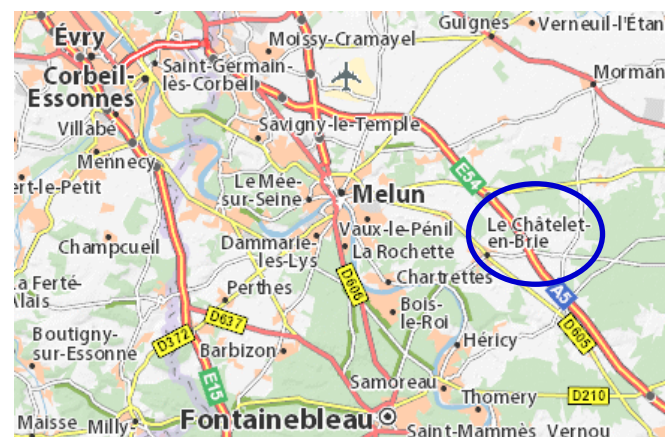 Guignes
Verneuil-l'Étan
Évry
Moissy-Cramayel
Saint-Germain-
lès-Corbeil
Corbeil-
Essonnes
Morman
Villabé
Savigny-le-Temple
Mennecy
E54
ert-le-Petit
Le Mée-
sur-Seine
Melun
Le Châtelet-
en-Brie
Vaux-le-Pénil
Champcueil
Dammarie-
les-Lys
La Rochette
D606
Chartrettes
a Ferté-
Alais
Perthes
A5
Bois-
le-Roi
D637
D605
Boutigny-
sur-Essonne
D372
Barbizon
Héricy
E15
Samoreau
Thomery
D210
Maisse
Milly-
Fontainebleau
Saint-Mammès
Vernou